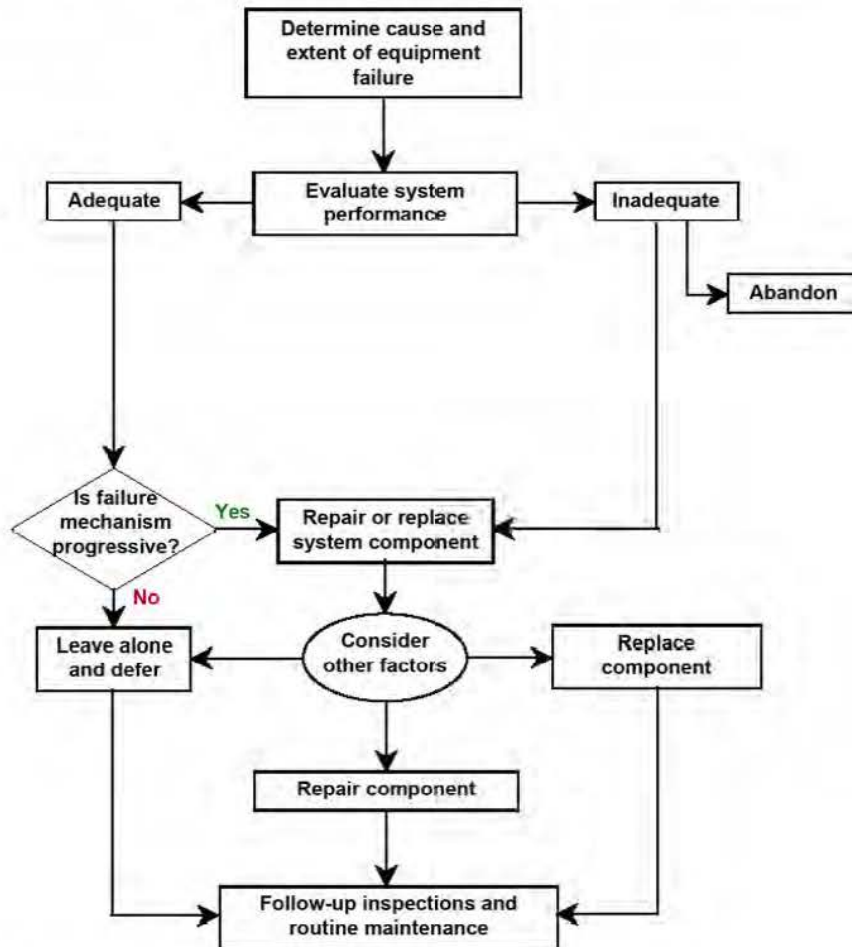 Determine cause and
extent of equipment
failure
Adequate
Evaluate system
performance
Inadequate
Abandon
Is failure
mechanism
progressive?
Yes
Repair or replace
system component
No
Leave alone
and defer
Consider
other factors
Replace
component
Repair component
Follow-up inspections and
routine maintenance